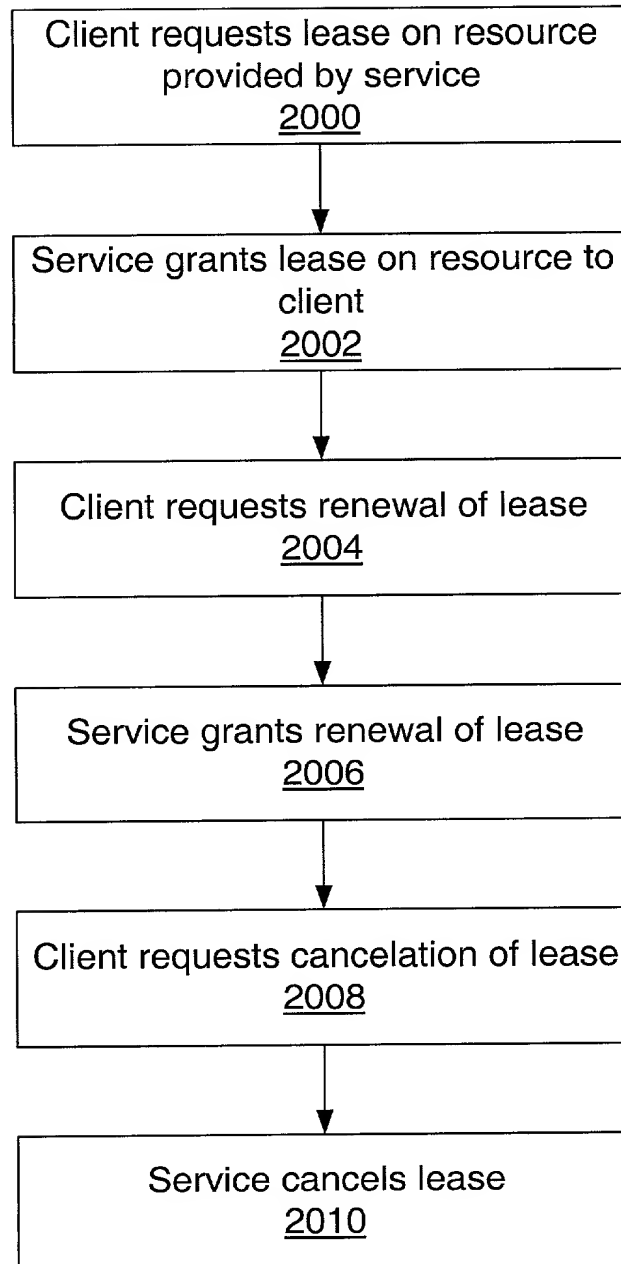 Client requests lease on resource
provided by service
2000
Service grants lease on resource to
client
2002
Client requests renewal of lease
2004
Service grants renewal of lease
2006
Client requests cancelation of lease
2008
Service cancels lease
2010